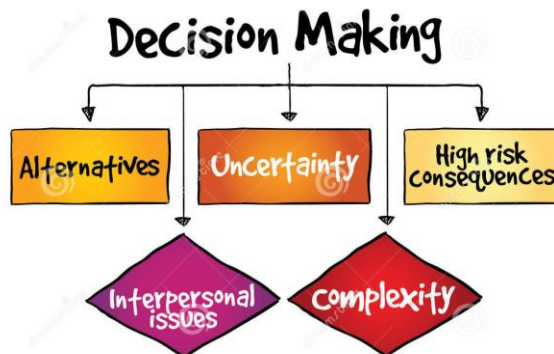 Decision Making
Alternatives
Uncertainty
High risk
consequences
Interpersonal
issues
complexity